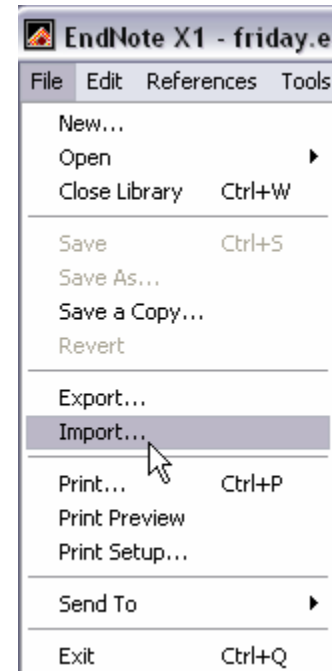 EndNote X1 - friday.e
File Edit References Tools
New...
Open
Close Library Ctrl+W
Save Ctrl+S
Save As...
Save a Copy...
Revert
Export...
Import...
Print... Ctrl+P
Print Preview
Print Setup...
Send To
Exit Ctrl+Q